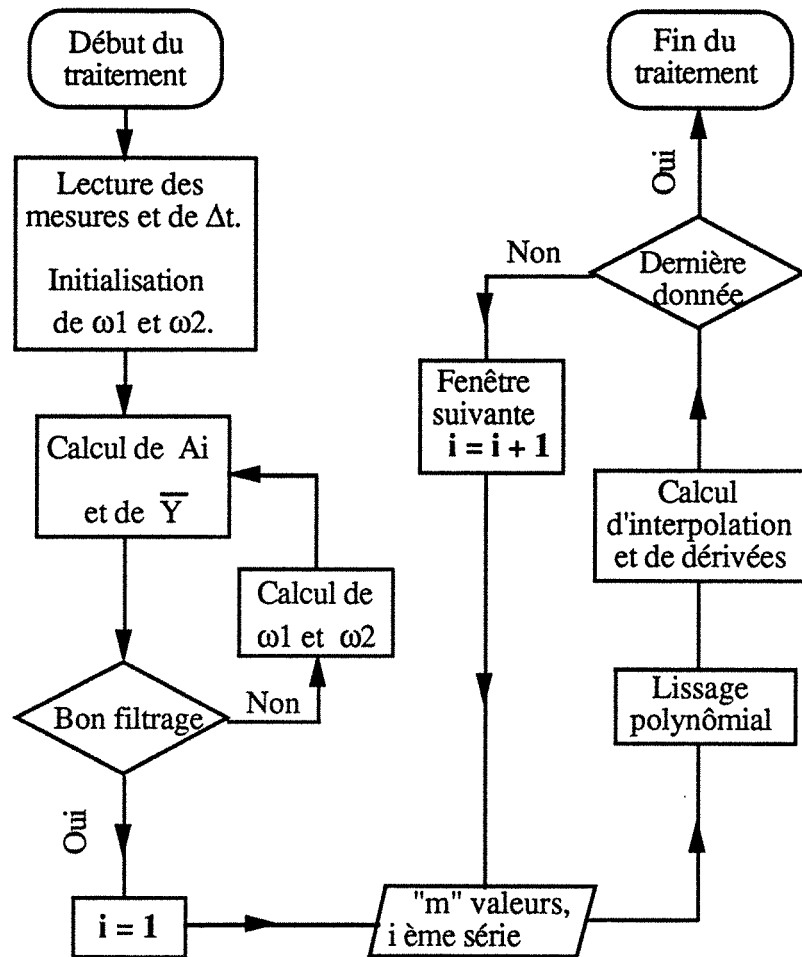 Début du
traitement
Lecture des
mesures et de Δt.
Initialisation
de ω1 et ω2.
Calcul de Ai
et de Y̅
Calcul de
ω1 et ω2
Bon filtrage
Non
Oui
i = 1
"m" valeurs,
i ème série
Lissage
polynômial
Calcul
d'interpolation
et de dérivées
Dernière
donnée
Non
Fenêtre
suivante
i = i + 1
Oui
Fin du
traitement